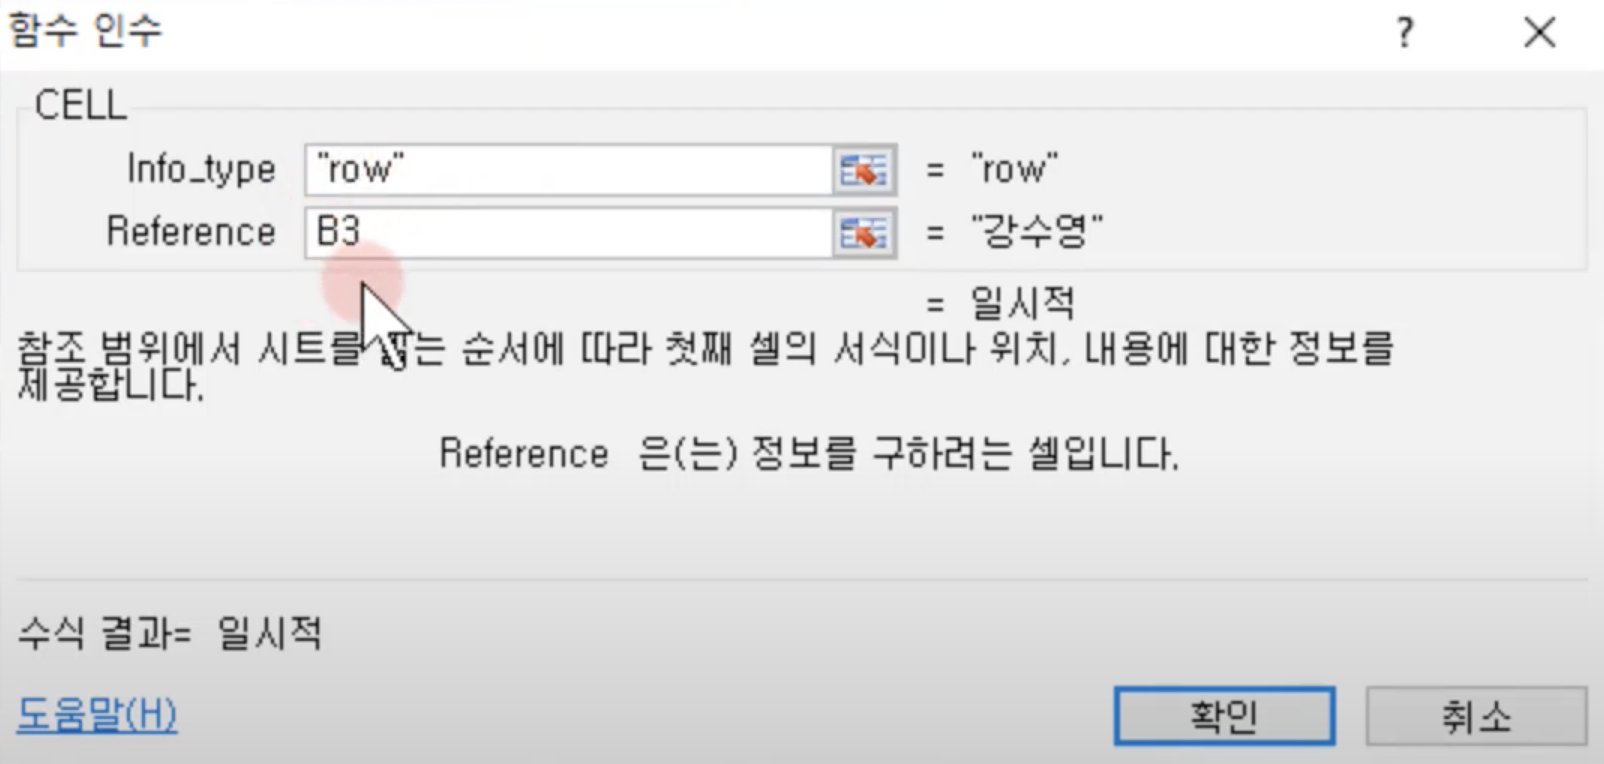 함수 인수
?
CELL
Info_type "row" = "row"
Reference B3 = "강수영"
= 일시적
참조 범위에서 시트를 는 순서에 따라 첫째 셀의 서식이나 위치, 내용에 대한 정보를
제공합니다.
Reference 은(는) 정보를 구하려는 셀입니다.
수식 결과= 일시적
도움말(H)
확인 취소